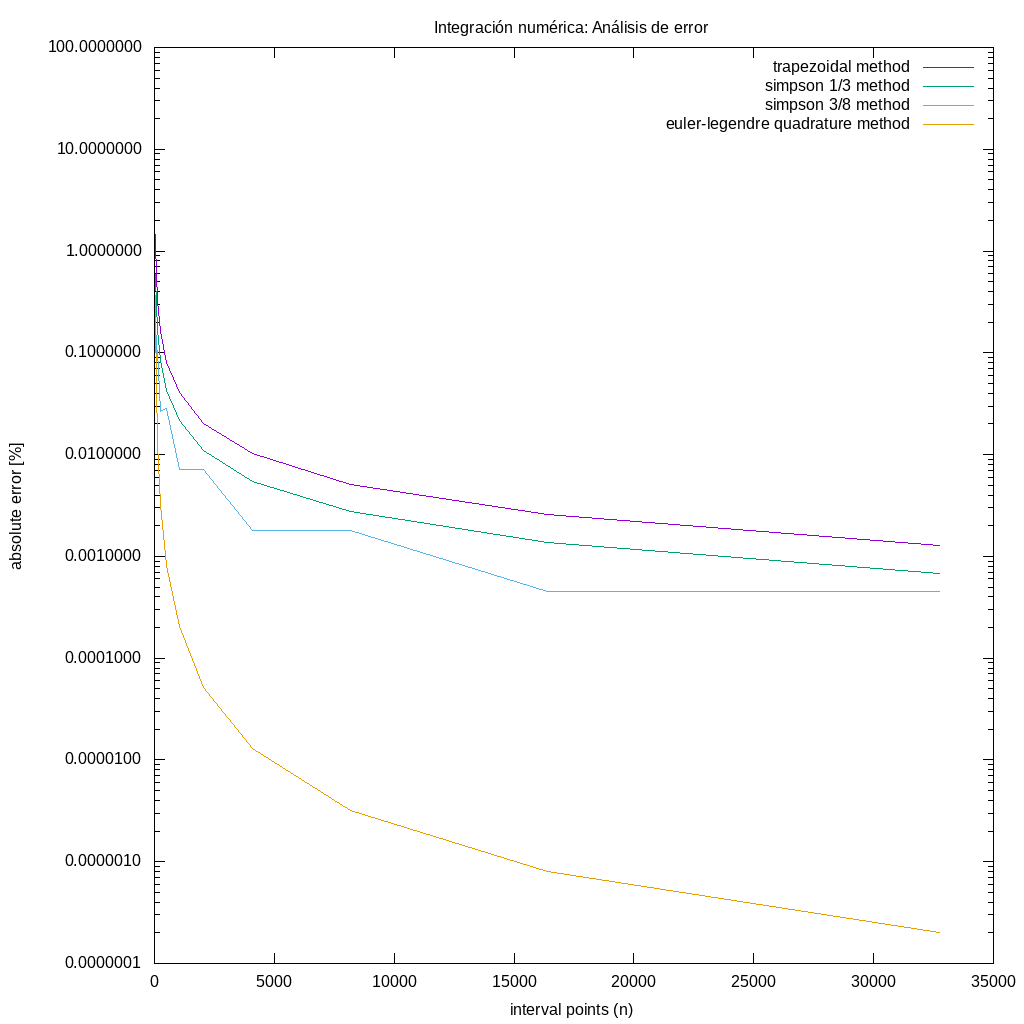 Integración numérica: Análisis de error
trapezoidal method
simpson 1/3 method
simpson 3/8 method
euler-legendre quadrature method
100.0000000
10.0000000
1.0000000
0.1000000
0.0100000
0.0010000
0.0001000
0.0000100
0.0000010
0.0000001
absolute error [%]
0 5000 10000 15000 20000 25000 30000 35000
interval points (n)